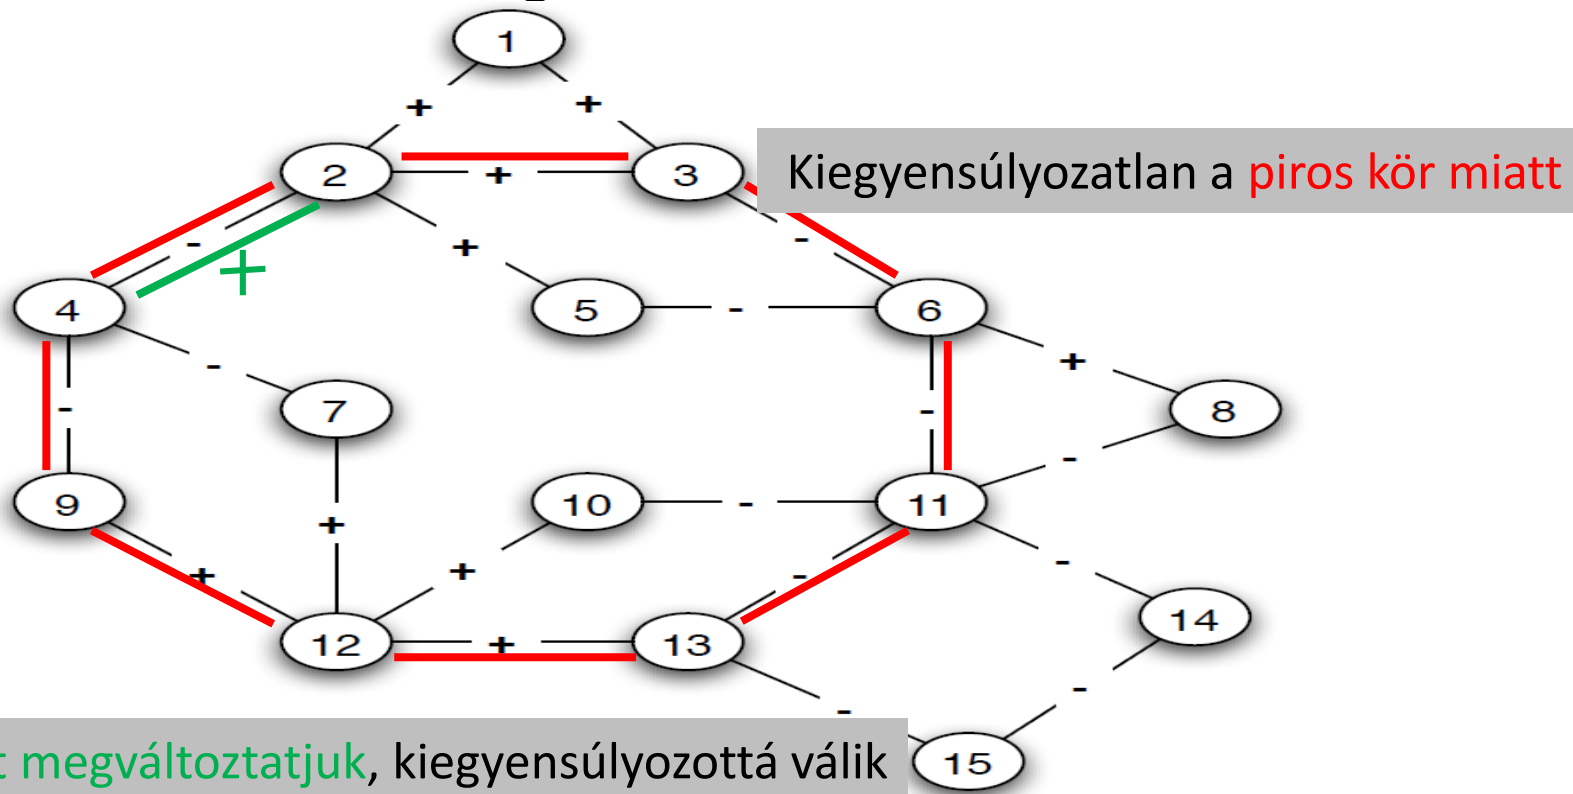 1
+ +
2 + 3
Kiegyensúlyozatlan a piros kör miatt
- + + -
4 5 - 6
- +
- 7 - 8
-
9 + 10 - 11
+ + - -
12 + 13 14
- -
megváltoztatjuk, kiegyensúlyozottá válik
15